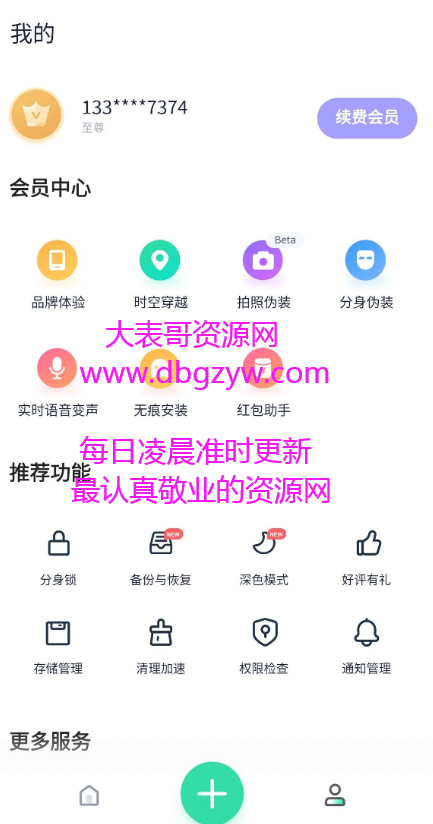 我的
133****7374
至尊
续费会员
会员中心
Beta
品牌体验 时空穿越 拍照伪装 分身伪装
大表哥资源网
www.dbgzyw.com
实时语音变声 无痕安装 红包助手
每日凌晨准时更新
推荐功能
最认真敬业的资源网
NEW NEW
分身锁 备份与恢复 深色模式 好评有礼
存储管理 清理加速 权限检查 通知管理
更多服务